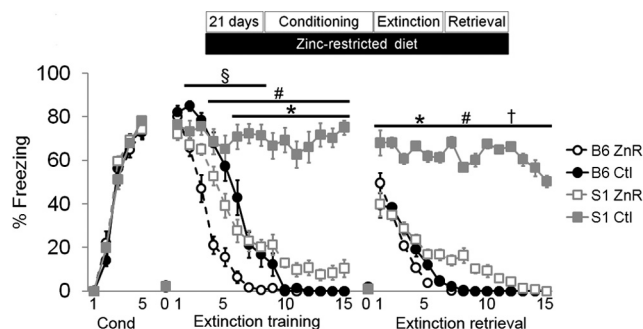 21 days Conditioning Extinction Retrieval
Zinc-restricted diet
100
80
60
40
20
0
% Freezing
§
#
*
* # †
B6 ZnR
B6 Ctl
S1 ZnR
S1 Ctl
1 5 0 1 5 10 15 0 1 5 10 15
Cond Extinction training Extinction retrieval